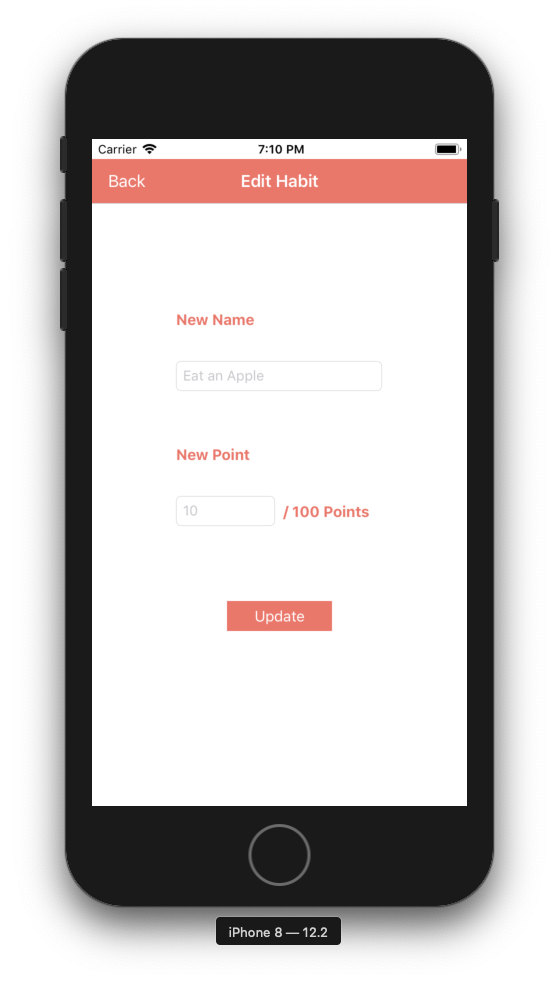 Carrier 7:10 PM
Back Edit Habit
New Name
Eat an Apple
New Point
10 / 100 Points
Update
iPhone 8 — 12.2